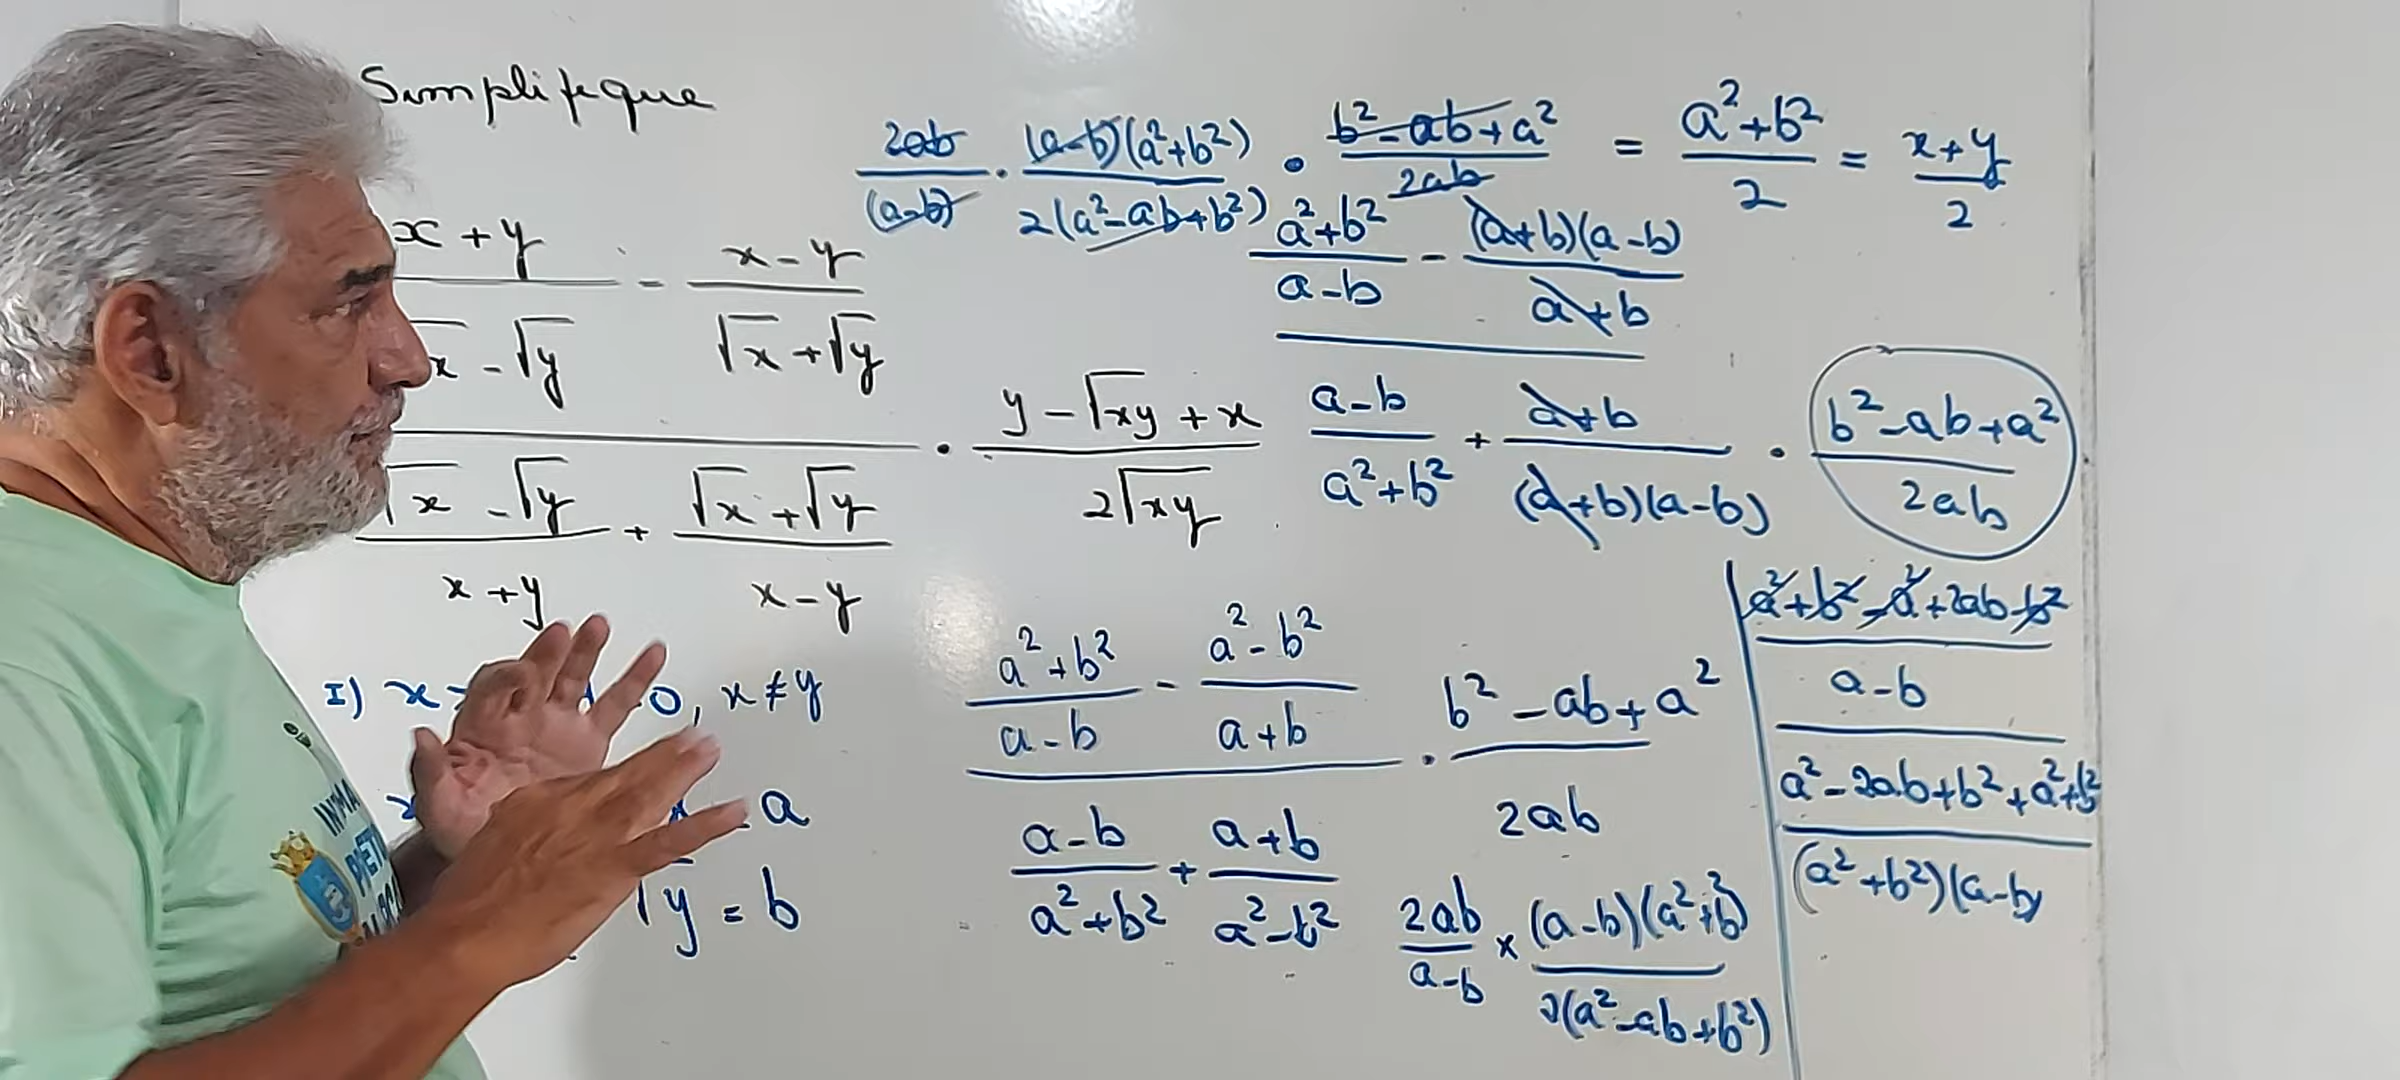 Simplifique
x + y / √x - √y - x - y / √x + √y
√x - √y / x + y + √x + √y / x - y · y - √xy + x / 2√xy
I) x > 0, x ≠ y
= a
√y = b
2ab / (a-b) · (a-b)(a²+b²) / 2(a²-ab+b²) · b²-ab+a² / 2ab = a²+b² / 2 = x+y / 2
a²+b² / a-b - (a+b)(a-b) / a+b
a-b / a²+b² + a+b / (a+b)(a-b) · b²-ab+a² / 2ab
a²+b² / a-b - a²-b² / a+b
a-b / a²+b² + a+b / a²-b² · b²-ab+a² / 2ab
2ab / a-b × (a-b)(a²+b²) / 2(a²-ab+b²)
a²+b²-a²+2ab-b²
a-b
a²-2ab+b²+a²+b²
(a²+b²)(a-b)
INMA